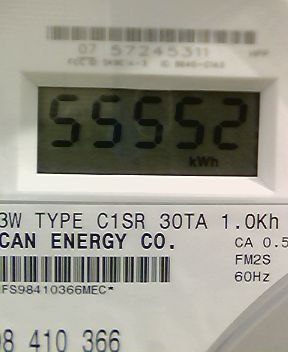 07 57245311
55552
kWh
3W TYPE C1SR 30TA 1.0Kh
CAN ENERGY CO.
CA 0.5
FM2S
60Hz
FS98410366MEC*
98 410 366